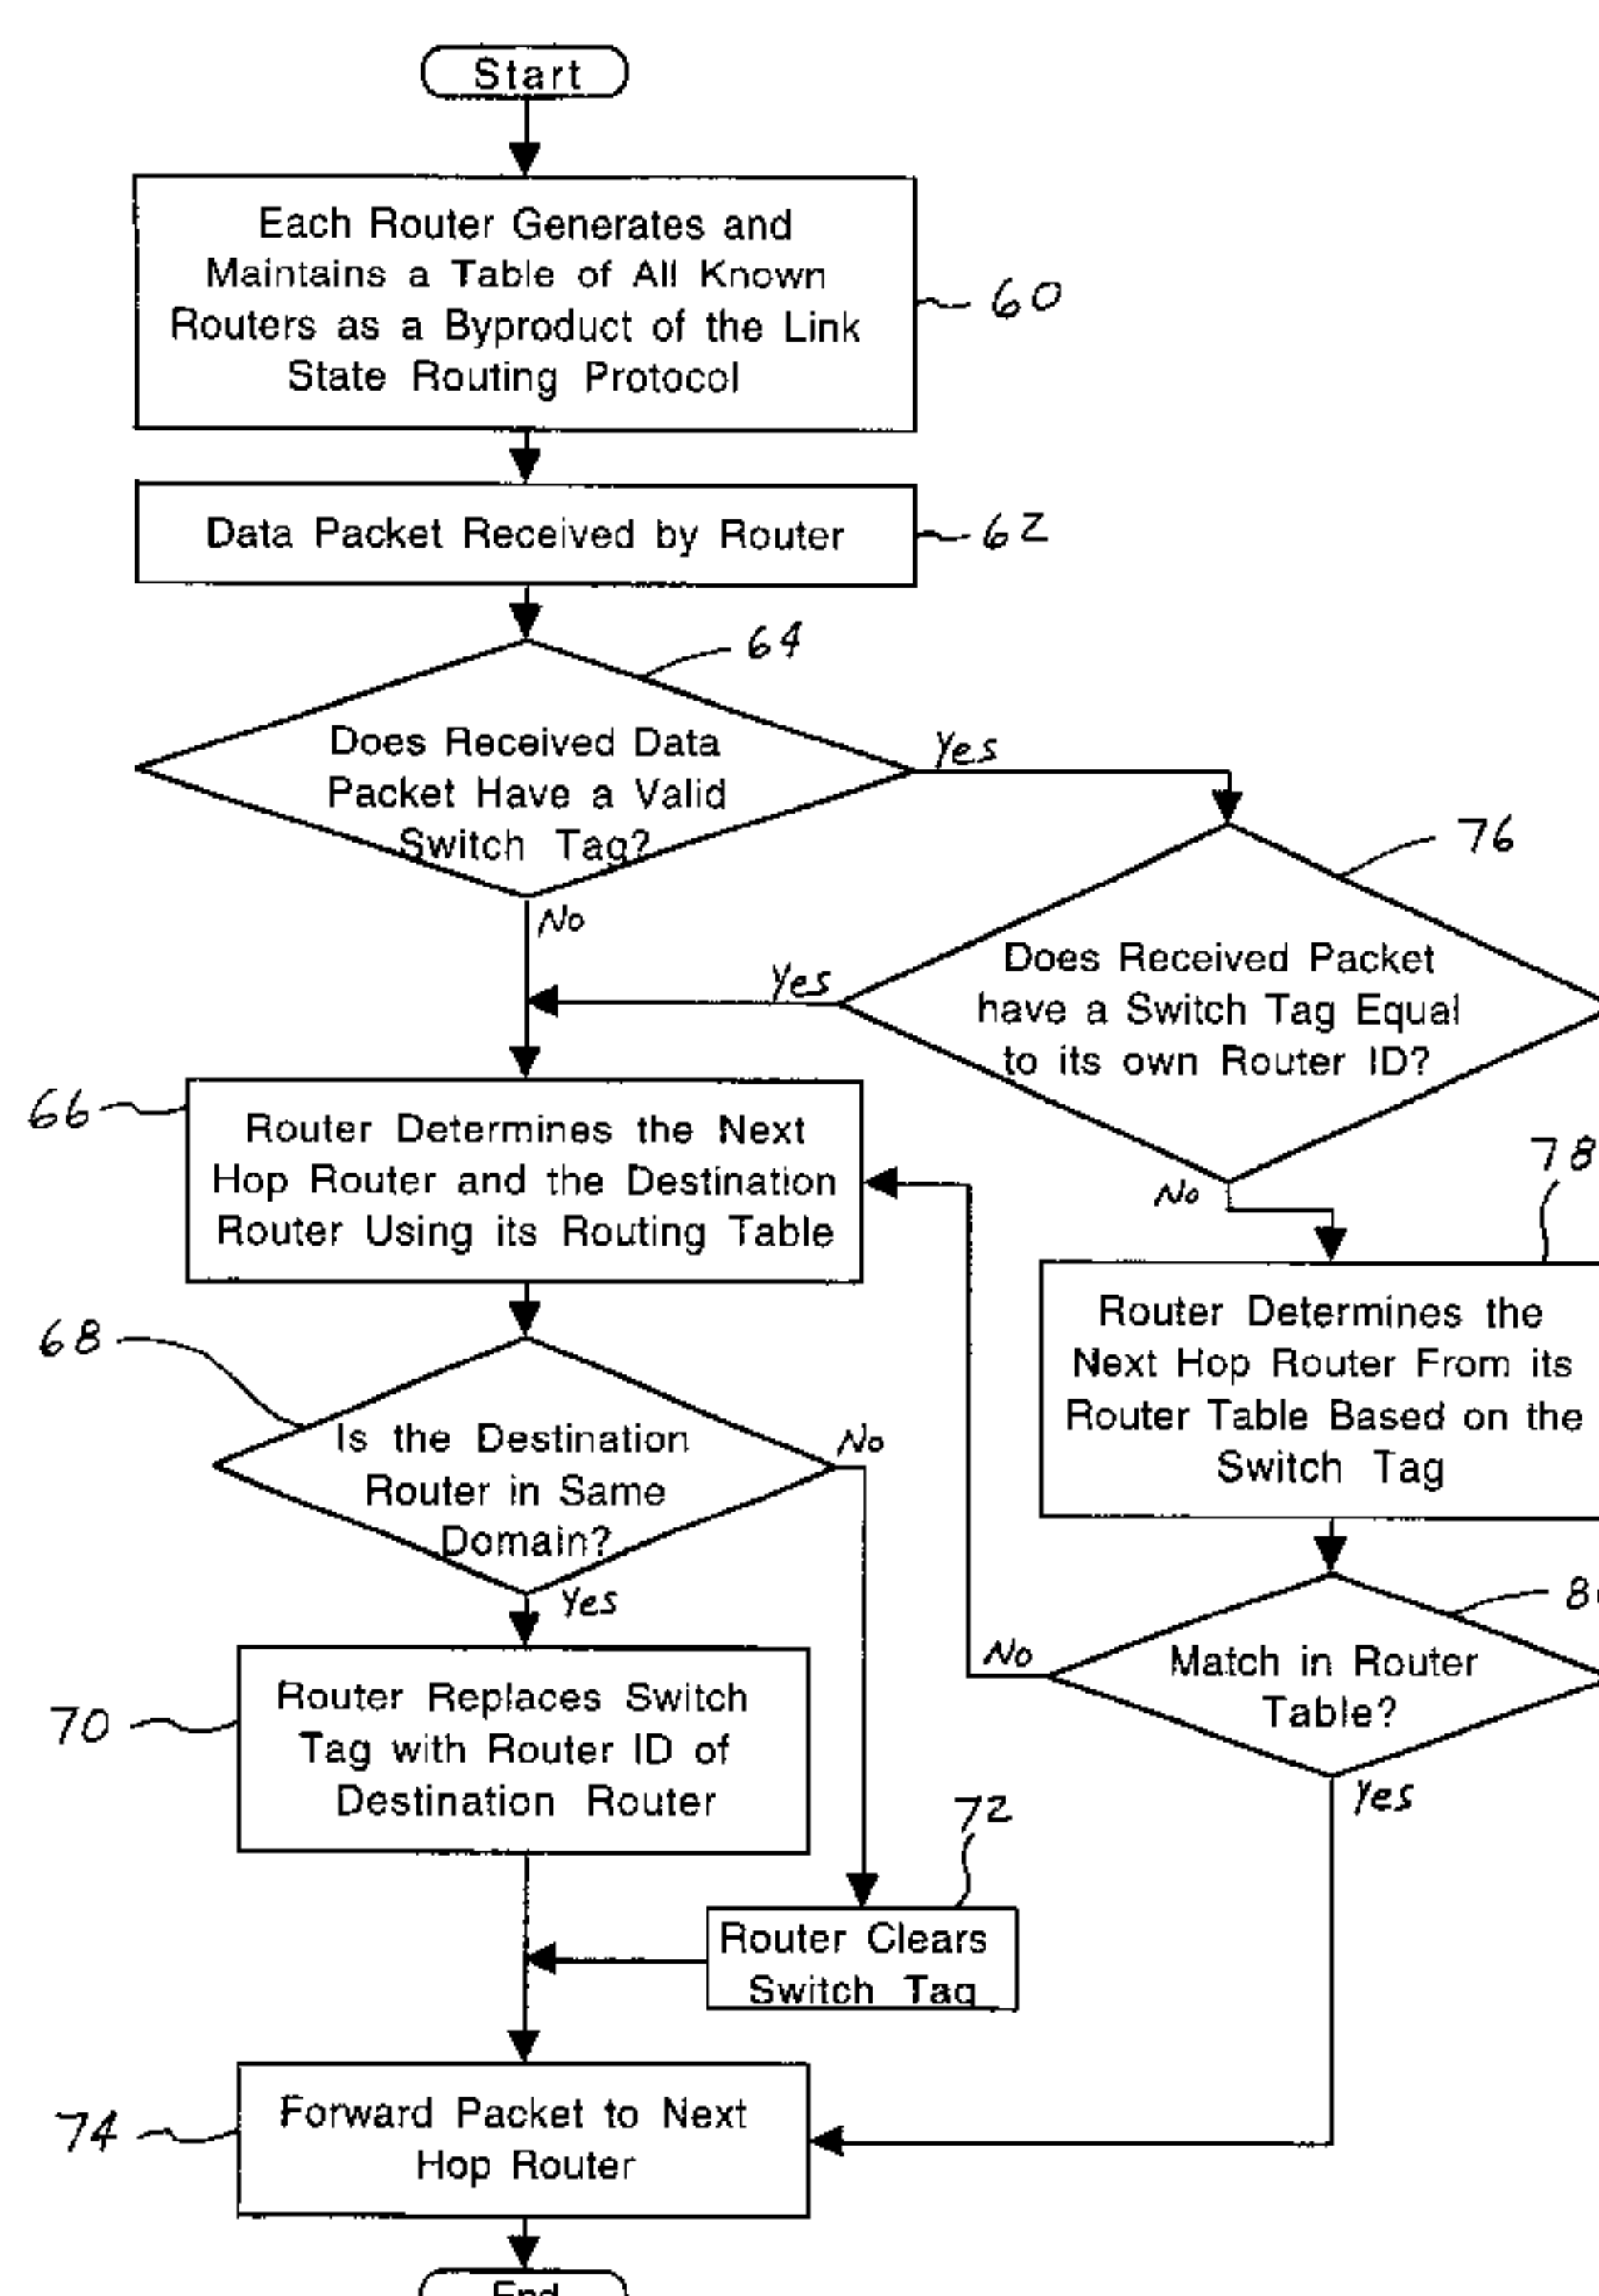 Start
Each Router Generates and
Maintains a Table of All Known
Routers as a Byproduct of the Link
State Routing Protocol
60
Data Packet Received by Router
62
64
Does Received Data
Packet Have a Valid
Switch Tag?
Yes
No
76
Does Received Packet
have a Switch Tag Equal
to its own Router ID?
Yes
No
66
Router Determines the Next
Hop Router and the Destination
Router Using its Routing Table
78
Router Determines the
Next Hop Router From its
Router Table Based on the
Switch Tag
68
Is the Destination
Router in Same
Domain?
No
Yes
Match in Router
Table?
No
Yes
70
Router Replaces Switch
Tag with Router ID of
Destination Router
72
Router Clears
Switch Tag
74
Forward Packet to Next
Hop Router
End